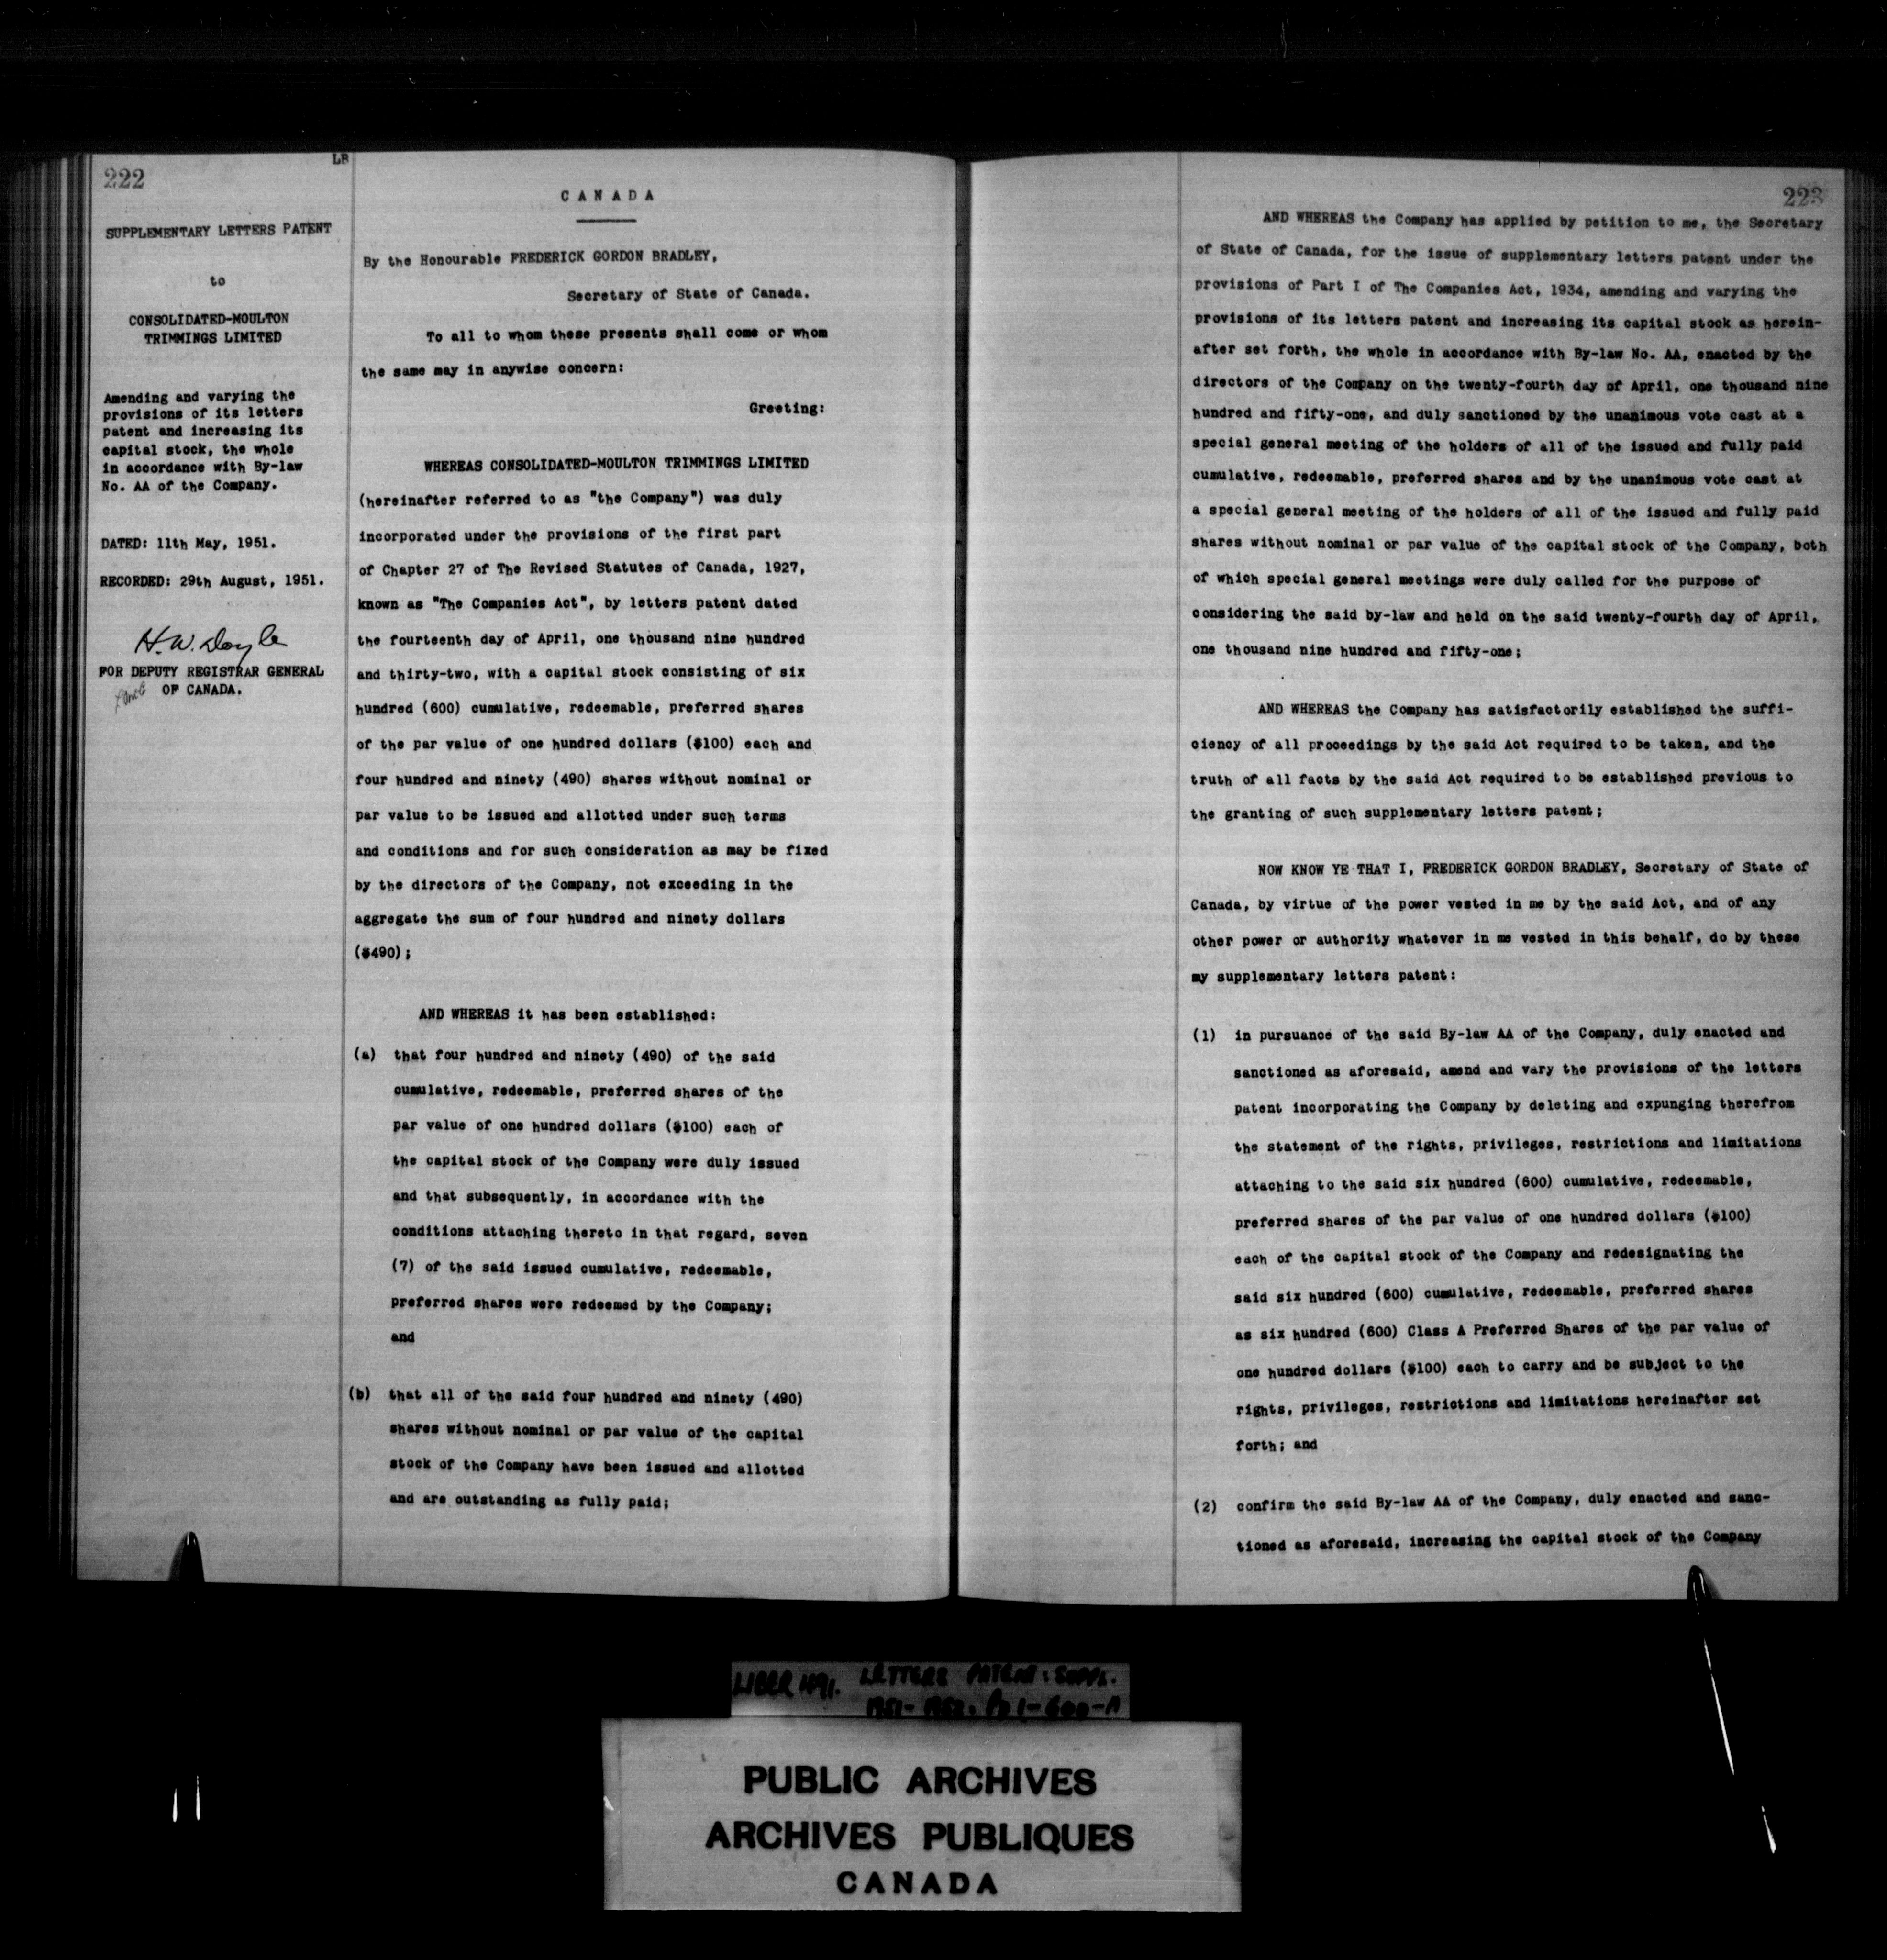 LB
222
SUPPLEMENTARY LETTERS PATENT
to
CONSOLIDATED-MOULTON
TRIMMINGS LIMITED
Amending and varying the
provisions of its letters
patent and increasing its
capital stock, the whole
in accordance with By-law
No. AA of the Company.
DATED: 11th May, 1951.
RECORDED: 29th August, 1951.
H.W. Doyle
FOR DEPUTY REGISTRAR GENERAL
OF CANADA.
CANADA
By the Honourable FREDERICK GORDON BRADLEY,
Secretary of State of Canada.
To all to whom these presents shall come or whom
the same may in anywise concern:
Greeting:
WHEREAS CONSOLIDATED-MOULTON TRIMMINGS LIMITED
(hereinafter referred to as "the Company") was duly
incorporated under the provisions of the first part
of Chapter 27 of The Revised Statutes of Canada, 1927,
known as "The Companies Act", by letters patent dated
the fourteenth day of April, one thousand nine hundred
and thirty-two, with a capital stock consisting of six
hundred (600) cumulative, redeemable, preferred shares
of the par value of one hundred dollars ($100) each and
four hundred and ninety (490) shares without nominal or
par value to be issued and allotted under such terms
and conditions and for such consideration as may be fixed
by the directors of the Company, not exceeding in the
aggregate the sum of four hundred and ninety dollars
($490);
AND WHEREAS it has been established:
(a) that four hundred and ninety (490) of the said
cumulative, redeemable, preferred shares of the
par value of one hundred dollars ($100) each of
the capital stock of the Company were duly issued
and that subsequently, in accordance with the
conditions attaching thereto in that regard, seven
(7) of the said issued cumulative, redeemable,
preferred shares were redeemed by the Company;
and
(b) that all of the said four hundred and ninety (490)
shares without nominal or par value of the capital
stock of the Company have been issued and allotted
and are outstanding as fully paid;
223
AND WHEREAS the Company has applied by petition to me, the Secretary
of State of Canada, for the issue of supplementary letters patent under the
provisions of Part I of The Companies Act, 1934, amending and varying the
provisions of its letters patent and increasing its capital stock as herein-
after set forth, the whole in accordance with By-law No. AA, enacted by the
directors of the Company on the twenty-fourth day of April, one thousand nine
hundred and fifty-one, and duly sanctioned by the unanimous vote cast at a
special general meeting of the holders of all of the issued and fully paid
cumulative, redeemable, preferred shares and by the unanimous vote cast at
a special general meeting of the holders of all of the issued and fully paid
shares without nominal or par value of the capital stock of the Company, both
of which special general meetings were duly called for the purpose of
considering the said by-law and held on the said twenty-fourth day of April,
one thousand nine hundred and fifty-one;
AND WHEREAS the Company has satisfactorily established the suffi-
ciency of all proceedings by the said Act required to be taken, and the
truth of all facts by the said Act required to be established previous to
the granting of such supplementary letters patent;
NOW KNOW YE THAT I, FREDERICK GORDON BRADLEY, Secretary of State of
Canada, by virtue of the power vested in me by the said Act, and of any
other power or authority whatever in me vested in this behalf, do by these
my supplementary letters patent:
(1) in pursuance of the said By-law AA of the Company, duly enacted and
sanctioned as aforesaid, amend and vary the provisions of the letters
patent incorporating the Company by deleting and expunging therefrom
the statement of the rights, privileges, restrictions and limitations
attaching to the said six hundred (600) cumulative, redeemable,
preferred shares of the par value of one hundred dollars ($100)
each of the capital stock of the Company and redesignating the
said six hundred (600) cumulative, redeemable, preferred shares
as six hundred (600) Class A Preferred Shares of the par value of
one hundred dollars ($100) each to carry and be subject to the
rights, privileges, restrictions and limitations hereinafter set
forth; and
(2) confirm the said By-law AA of the Company, duly enacted and sanc-
tioned as aforesaid, increasing the capital stock of the Company
LIBER 491. LETTERS PATENT: SUPPL.
1951-1952. 1-600-A
PUBLIC ARCHIVES
ARCHIVES PUBLIQUES
CANADA